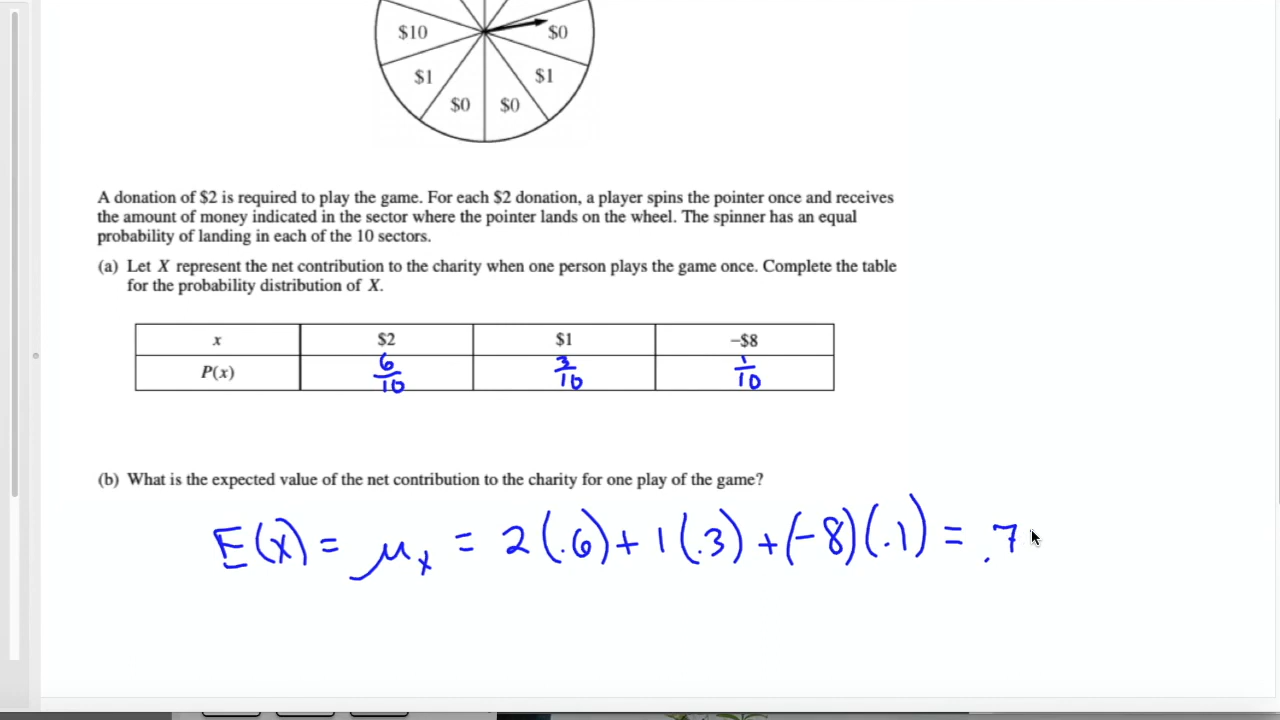 $10
$0
$1
$1
$0
$0
A donation of $2 is required to play the game. For each $2 donation, a player spins the pointer once and receives
the amount of money indicated in the sector where the pointer lands on the wheel. The spinner has an equal
probability of landing in each of the 10 sectors.
(a) Let X represent the net contribution to the charity when one person plays the game once. Complete the table
for the probability distribution of X.
x $2 $1 –$8
P(x) 6/10 3/10 1/10
(b) What is the expected value of the net contribution to the charity for one play of the game?
E(x) = μx = 2(.6) + 1(.3) + (-8)(.1) = .7